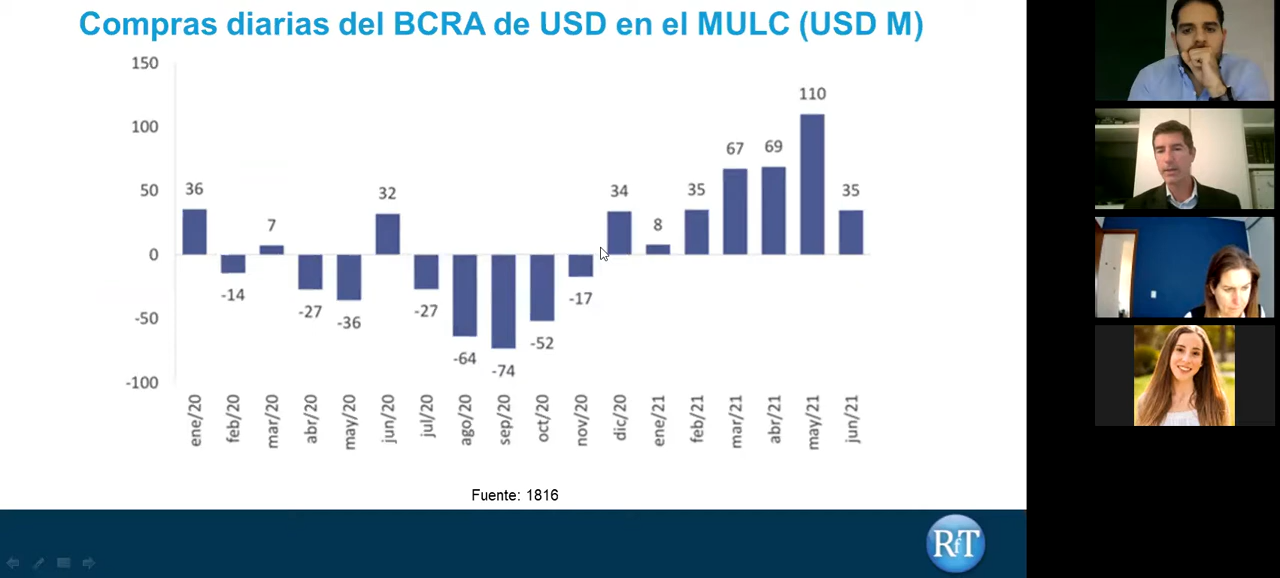 Compras diarias del BCRA de USD en el MULC (USD M)
150
100
50
0
-50
-100
36
-14
7
-27
-36
32
-27
-64
-74
-52
-17
34
8
35
67
69
110
35
ene/20
feb/20
mar/20
abr/20
may/20
jun/20
jul/20
ago/20
sep/20
oct/20
nov/20
dic/20
ene/21
feb/21
mar/21
abr/21
may/21
jun/21
Fuente: 1816
RfT